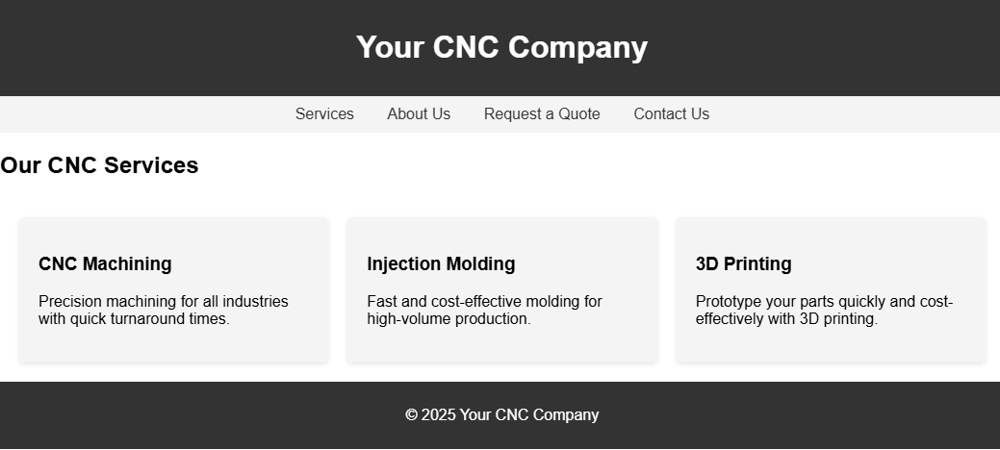 Your CNC Company
Services About Us Request a Quote Contact Us
Our CNC Services
CNC Machining
Precision machining for all industries
with quick turnaround times.
Injection Molding
Fast and cost-effective molding for
high-volume production.
3D Printing
Prototype your parts quickly and cost-
effectively with 3D printing.
© 2025 Your CNC Company